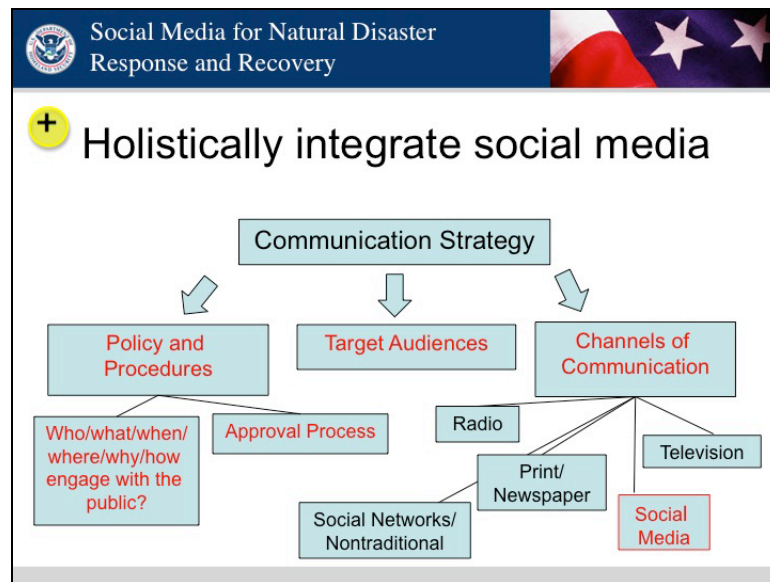 Social Media for Natural Disaster
Response and Recovery
+
Holistically integrate social media
Communication Strategy
Policy and
Procedures
Target Audiences
Channels of
Communication
Who/what/when/
where/why/how
engage with the
public?
Approval Process
Radio
Print/
Newspaper
Television
Social Networks/
Nontraditional
Social
Media